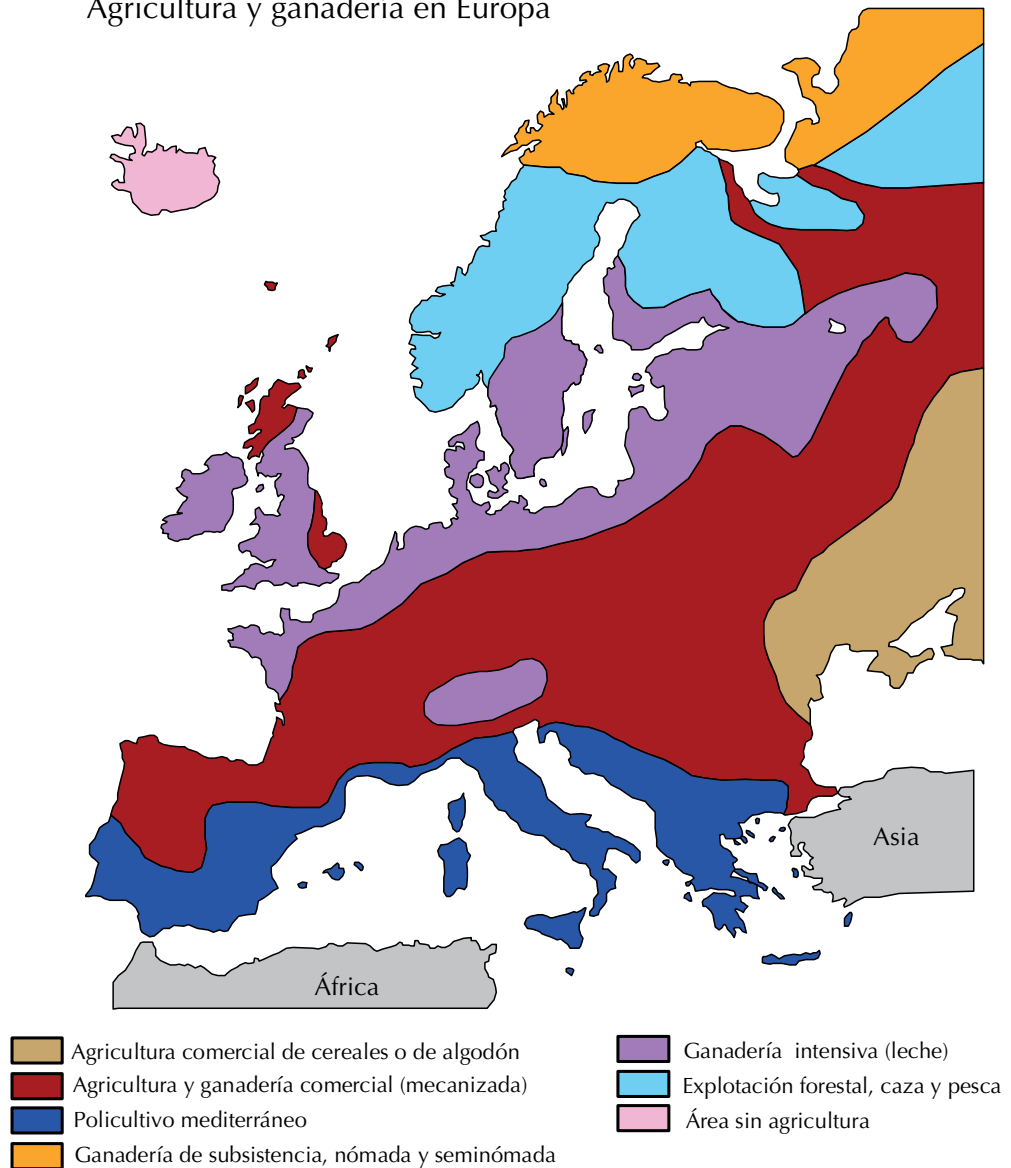 Agricultura y ganadería en Europa
Asia
África
Agricultura comercial de cereales o de algodón
Agricultura y ganadería comercial (mecanizada)
Policultivo mediterráneo
Ganadería de subsistencia, nómada y seminómada
Ganadería intensiva (leche)
Explotación forestal, caza y pesca
Área sin agricultura